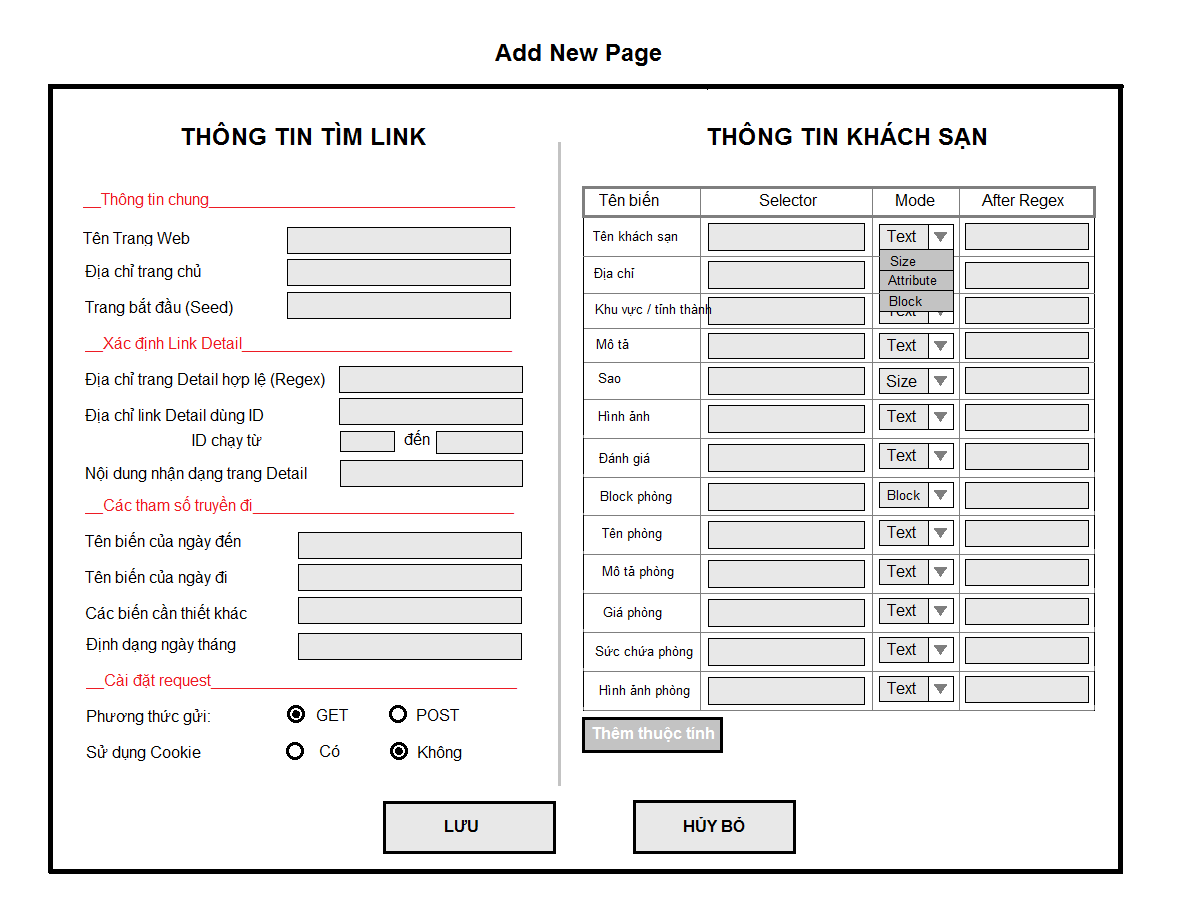 Add New Page
THÔNG TIN TÌM LINK
__Thông tin chung
Tên Trang Web
Địa chỉ trang chủ
Trang bắt đầu (Seed)
__Xác định Link Detail
Địa chỉ trang Detail hợp lệ (Regex)
Địa chỉ link Detail dùng ID
ID chạy từ đến
Nội dung nhận dạng trang Detail
__Các tham số truyền đi
Tên biến của ngày đến
Tên biến của ngày đi
Các biến cần thiết khác
Định dạng ngày tháng
__Cài đặt request
Phương thức gửi: GET POST
Sử dụng Cookie Có Không
THÔNG TIN KHÁCH SẠN
Tên biến Selector Mode After Regex
Tên khách sạn Text
Size
Địa chỉ Attribute
Block
Khu vực / tỉnh thành Text
Mô tả Text
Sao Size
Hình ảnh Text
Đánh giá Text
Block phòng Block
Tên phòng Text
Mô tả phòng Text
Giá phòng Text
Sức chứa phòng Text
Hình ảnh phòng Text
Thêm thuộc tính
LƯU HỦY BỎ